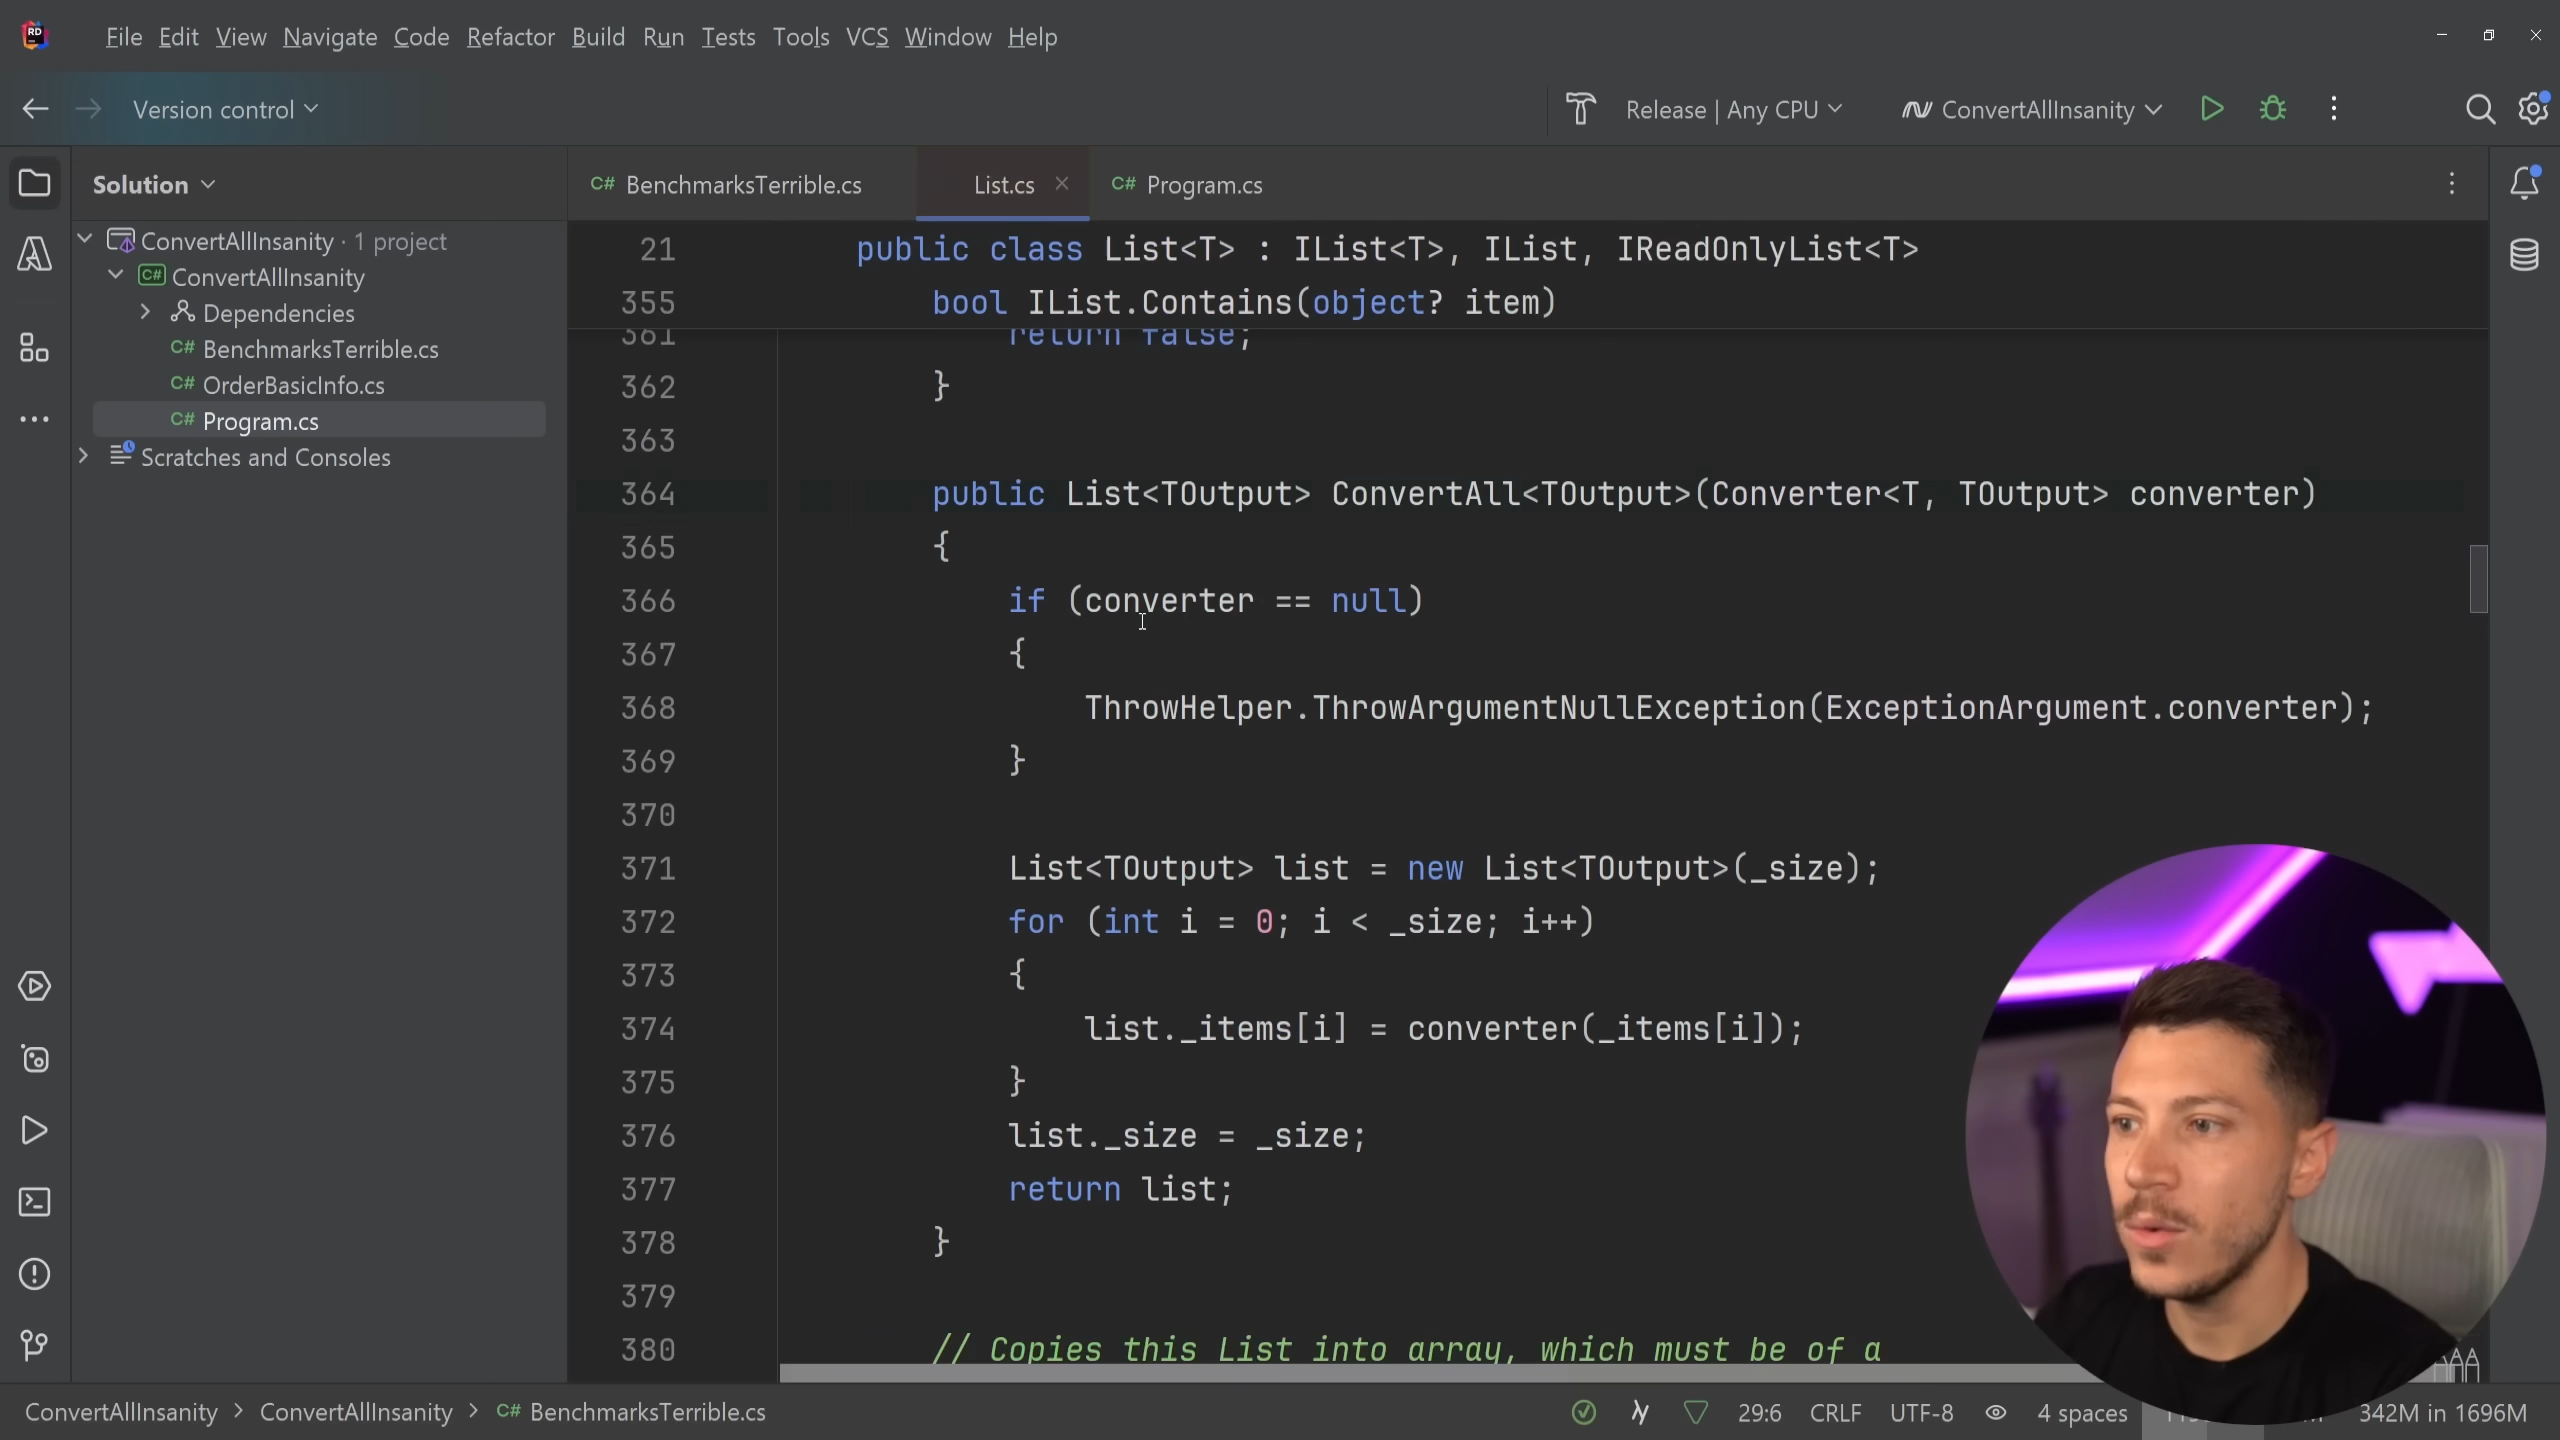 RD File Edit View Navigate Code Refactor Build Run Tests Tools VCS Window Help
Version control Release | Any CPU ConvertAllInsanity
Solution
ConvertAllInsanity · 1 project
C# ConvertAllInsanity
Dependencies
C# BenchmarksTerrible.cs
C# OrderBasicInfo.cs
C# Program.cs
Scratches and Consoles
C# BenchmarksTerrible.cs List.cs C# Program.cs
21 public class List<T> : IList<T>, IList, IReadOnlyList<T>
355 bool IList.Contains(object? item)
361 return false;
362 }
363
364 public List<TOutput> ConvertAll<TOutput>(Converter<T, TOutput> converter)
365 {
366 if (converter == null)
367 {
368 ThrowHelper.ThrowArgumentNullException(ExceptionArgument.converter);
369 }
370
371 List<TOutput> list = new List<TOutput>(_size);
372 for (int i = 0; i < _size; i++)
373 {
374 list._items[i] = converter(_items[i]);
375 }
376 list._size = _size;
377 return list;
378 }
379
380 // Copies this List into array, which must be of a
ConvertAllInsanity > ConvertAllInsanity > C# BenchmarksTerrible.cs 29:6 CRLF UTF-8 4 spaces 342M in 1696M